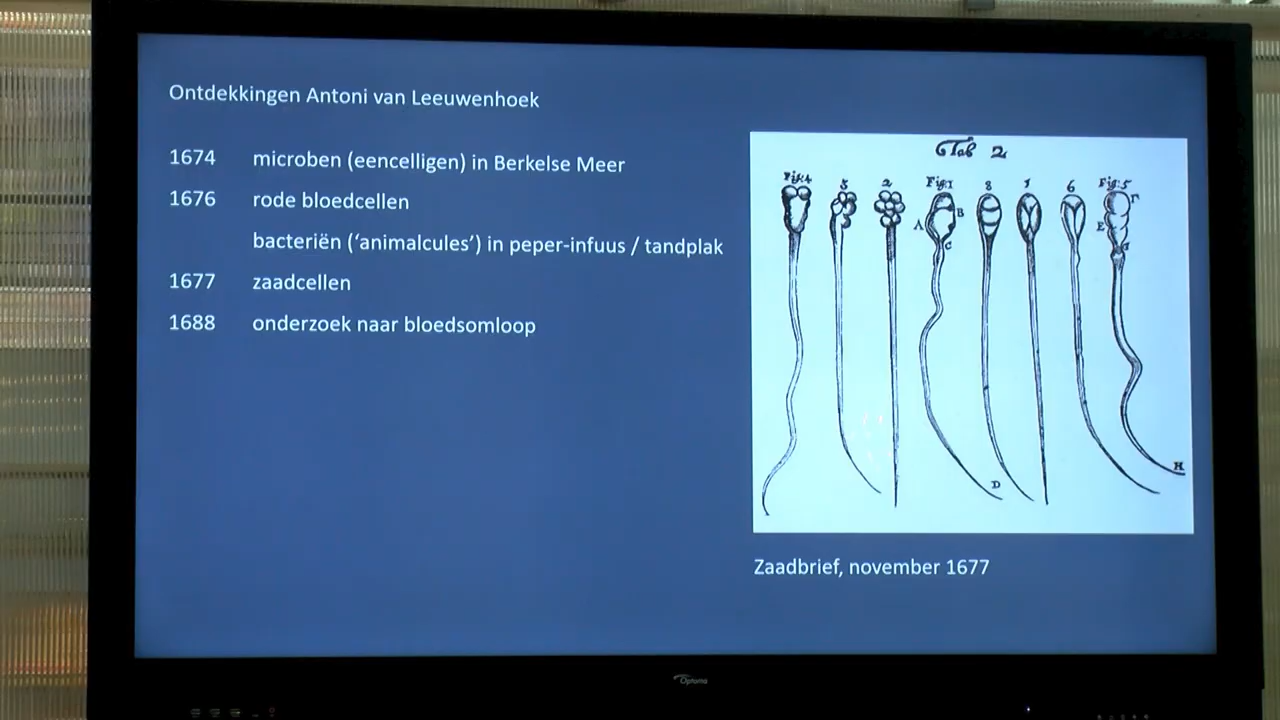 Ontdekkingen Antoni van Leeuwenhoek
1674 microben (eencelligen) in Berkelse Meer
1676 rode bloedcellen
bacteriën (‘animalcules’) in peper-infuus / tandplak
1677 zaadcellen
1688 onderzoek naar bloedsomloop
Tab 2
Fig:4 3 2 Fig:1 8 7 6 Fig:5
A B C D E F G H
Zaadbrief, november 1677
Optoma